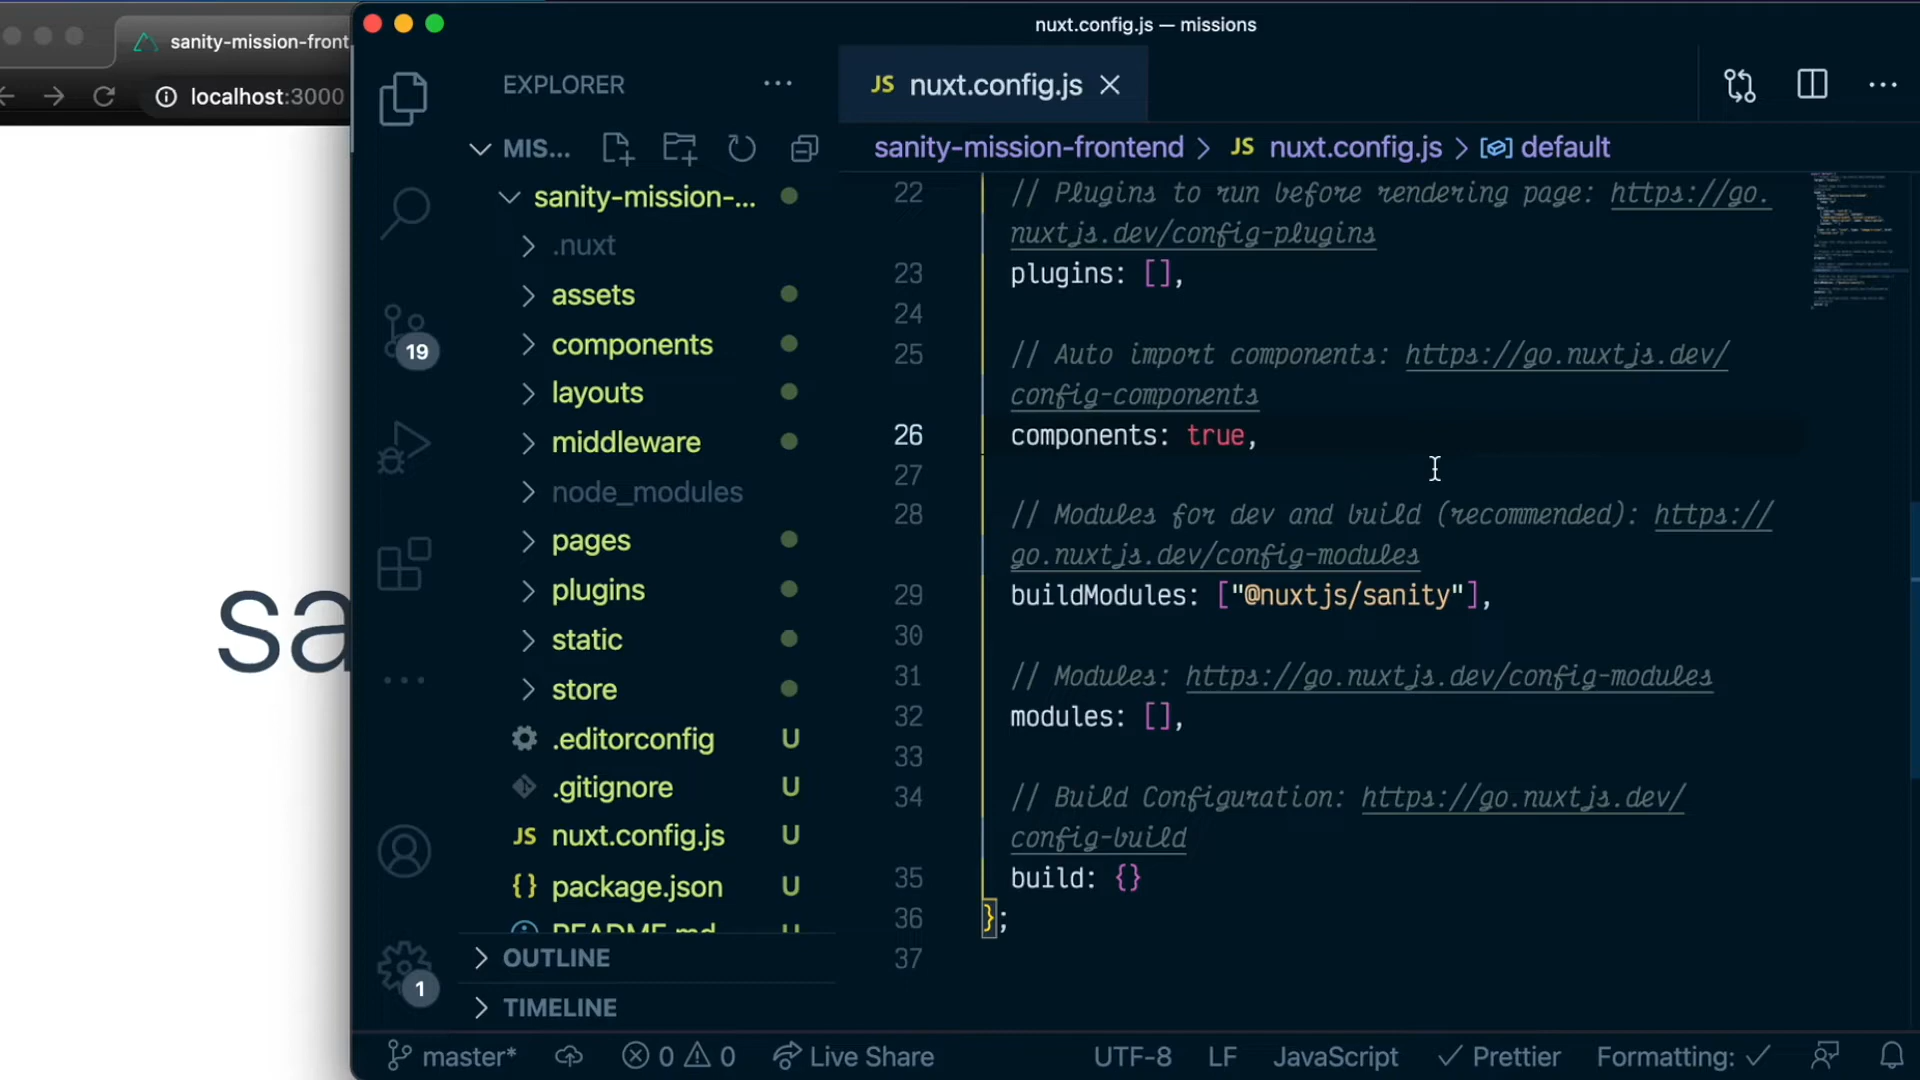 nuxt.config.js — missions
sanity-mission-front
localhost:3000
sa
EXPLORER
MIS...
sanity-mission-...
.nuxt
assets
components
layouts
middleware
node_modules
pages
plugins
static
store
.editorconfig U
.gitignore U
JS nuxt.config.js U
{} package.json U
README.md U
OUTLINE
TIMELINE
19
1
JS nuxt.config.js
sanity-mission-frontend > JS nuxt.config.js > default
22 // Plugins to run before rendering page: https://go.
nuxtjs.dev/config-plugins
23 plugins: [],
24
25 // Auto import components: https://go.nuxtjs.dev/
config-components
26 components: true,
27
28 // Modules for dev and build (recommended): https://
go.nuxtjs.dev/config-modules
29 buildModules: ["@nuxtjs/sanity"],
30
31 // Modules: https://go.nuxtjs.dev/config-modules
32 modules: [],
33
34 // Build Configuration: https://go.nuxtjs.dev/
config-build
35 build: {}
36 };
37
master* 0 0 Live Share UTF-8 LF JavaScript Prettier Formatting: ✓